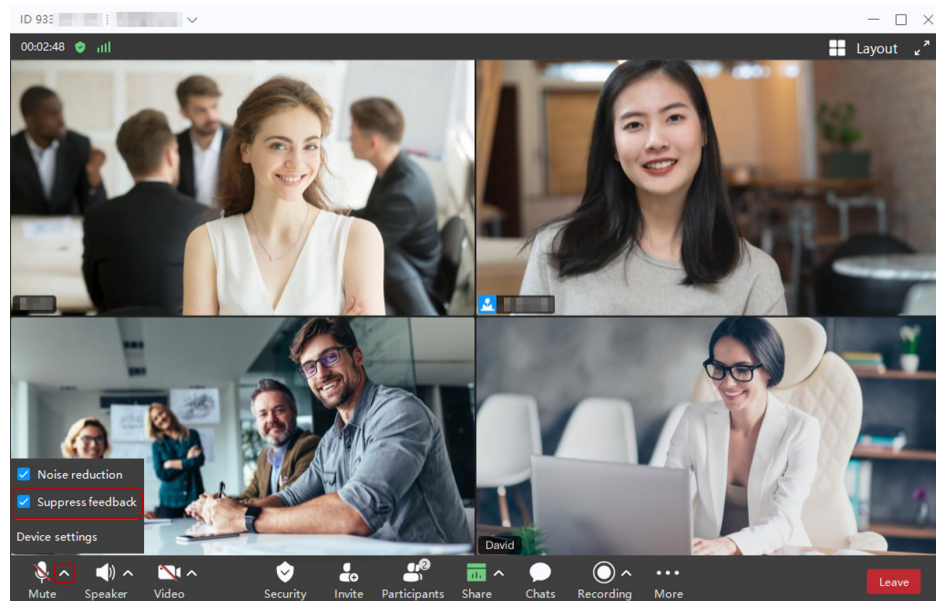 ID 933
00:02:48
Layout
Noise reduction
Suppress feedback
Device settings
David
2
Mute Speaker Video Security Invite Participants Share Chats Recording More Leave